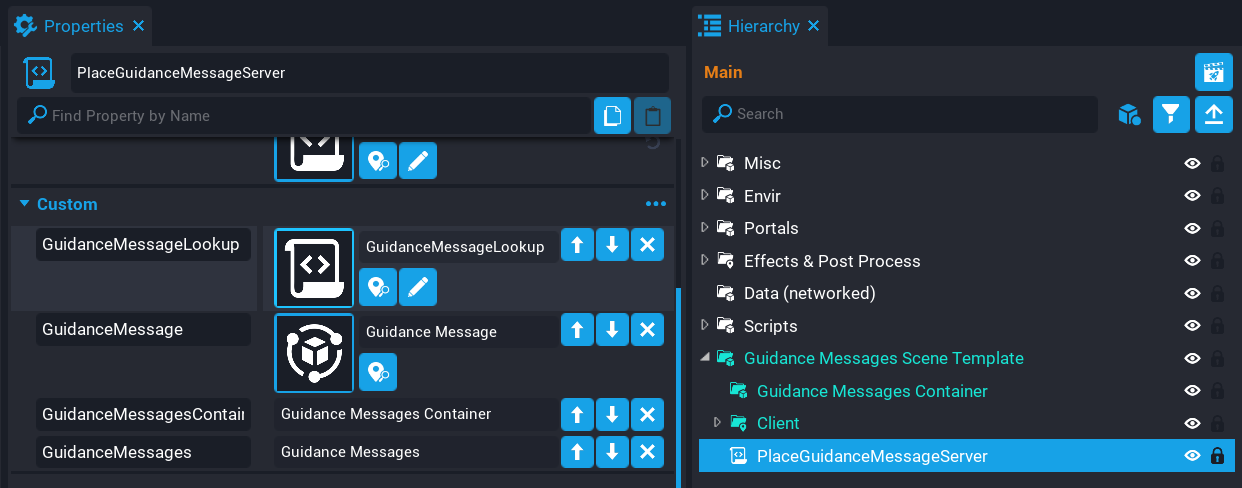 Properties
PlaceGuidanceMessageServer
Find Property by Name
Custom
GuidanceMessageLookup
GuidanceMessageLookup
GuidanceMessage
Guidance Message
GuidanceMessagesContai
Guidance Messages Container
GuidanceMessages
Guidance Messages
Hierarchy
Main
Search
Misc
Envir
Portals
Effects & Post Process
Data (networked)
Scripts
Guidance Messages Scene Template
Guidance Messages Container
Client
PlaceGuidanceMessageServer